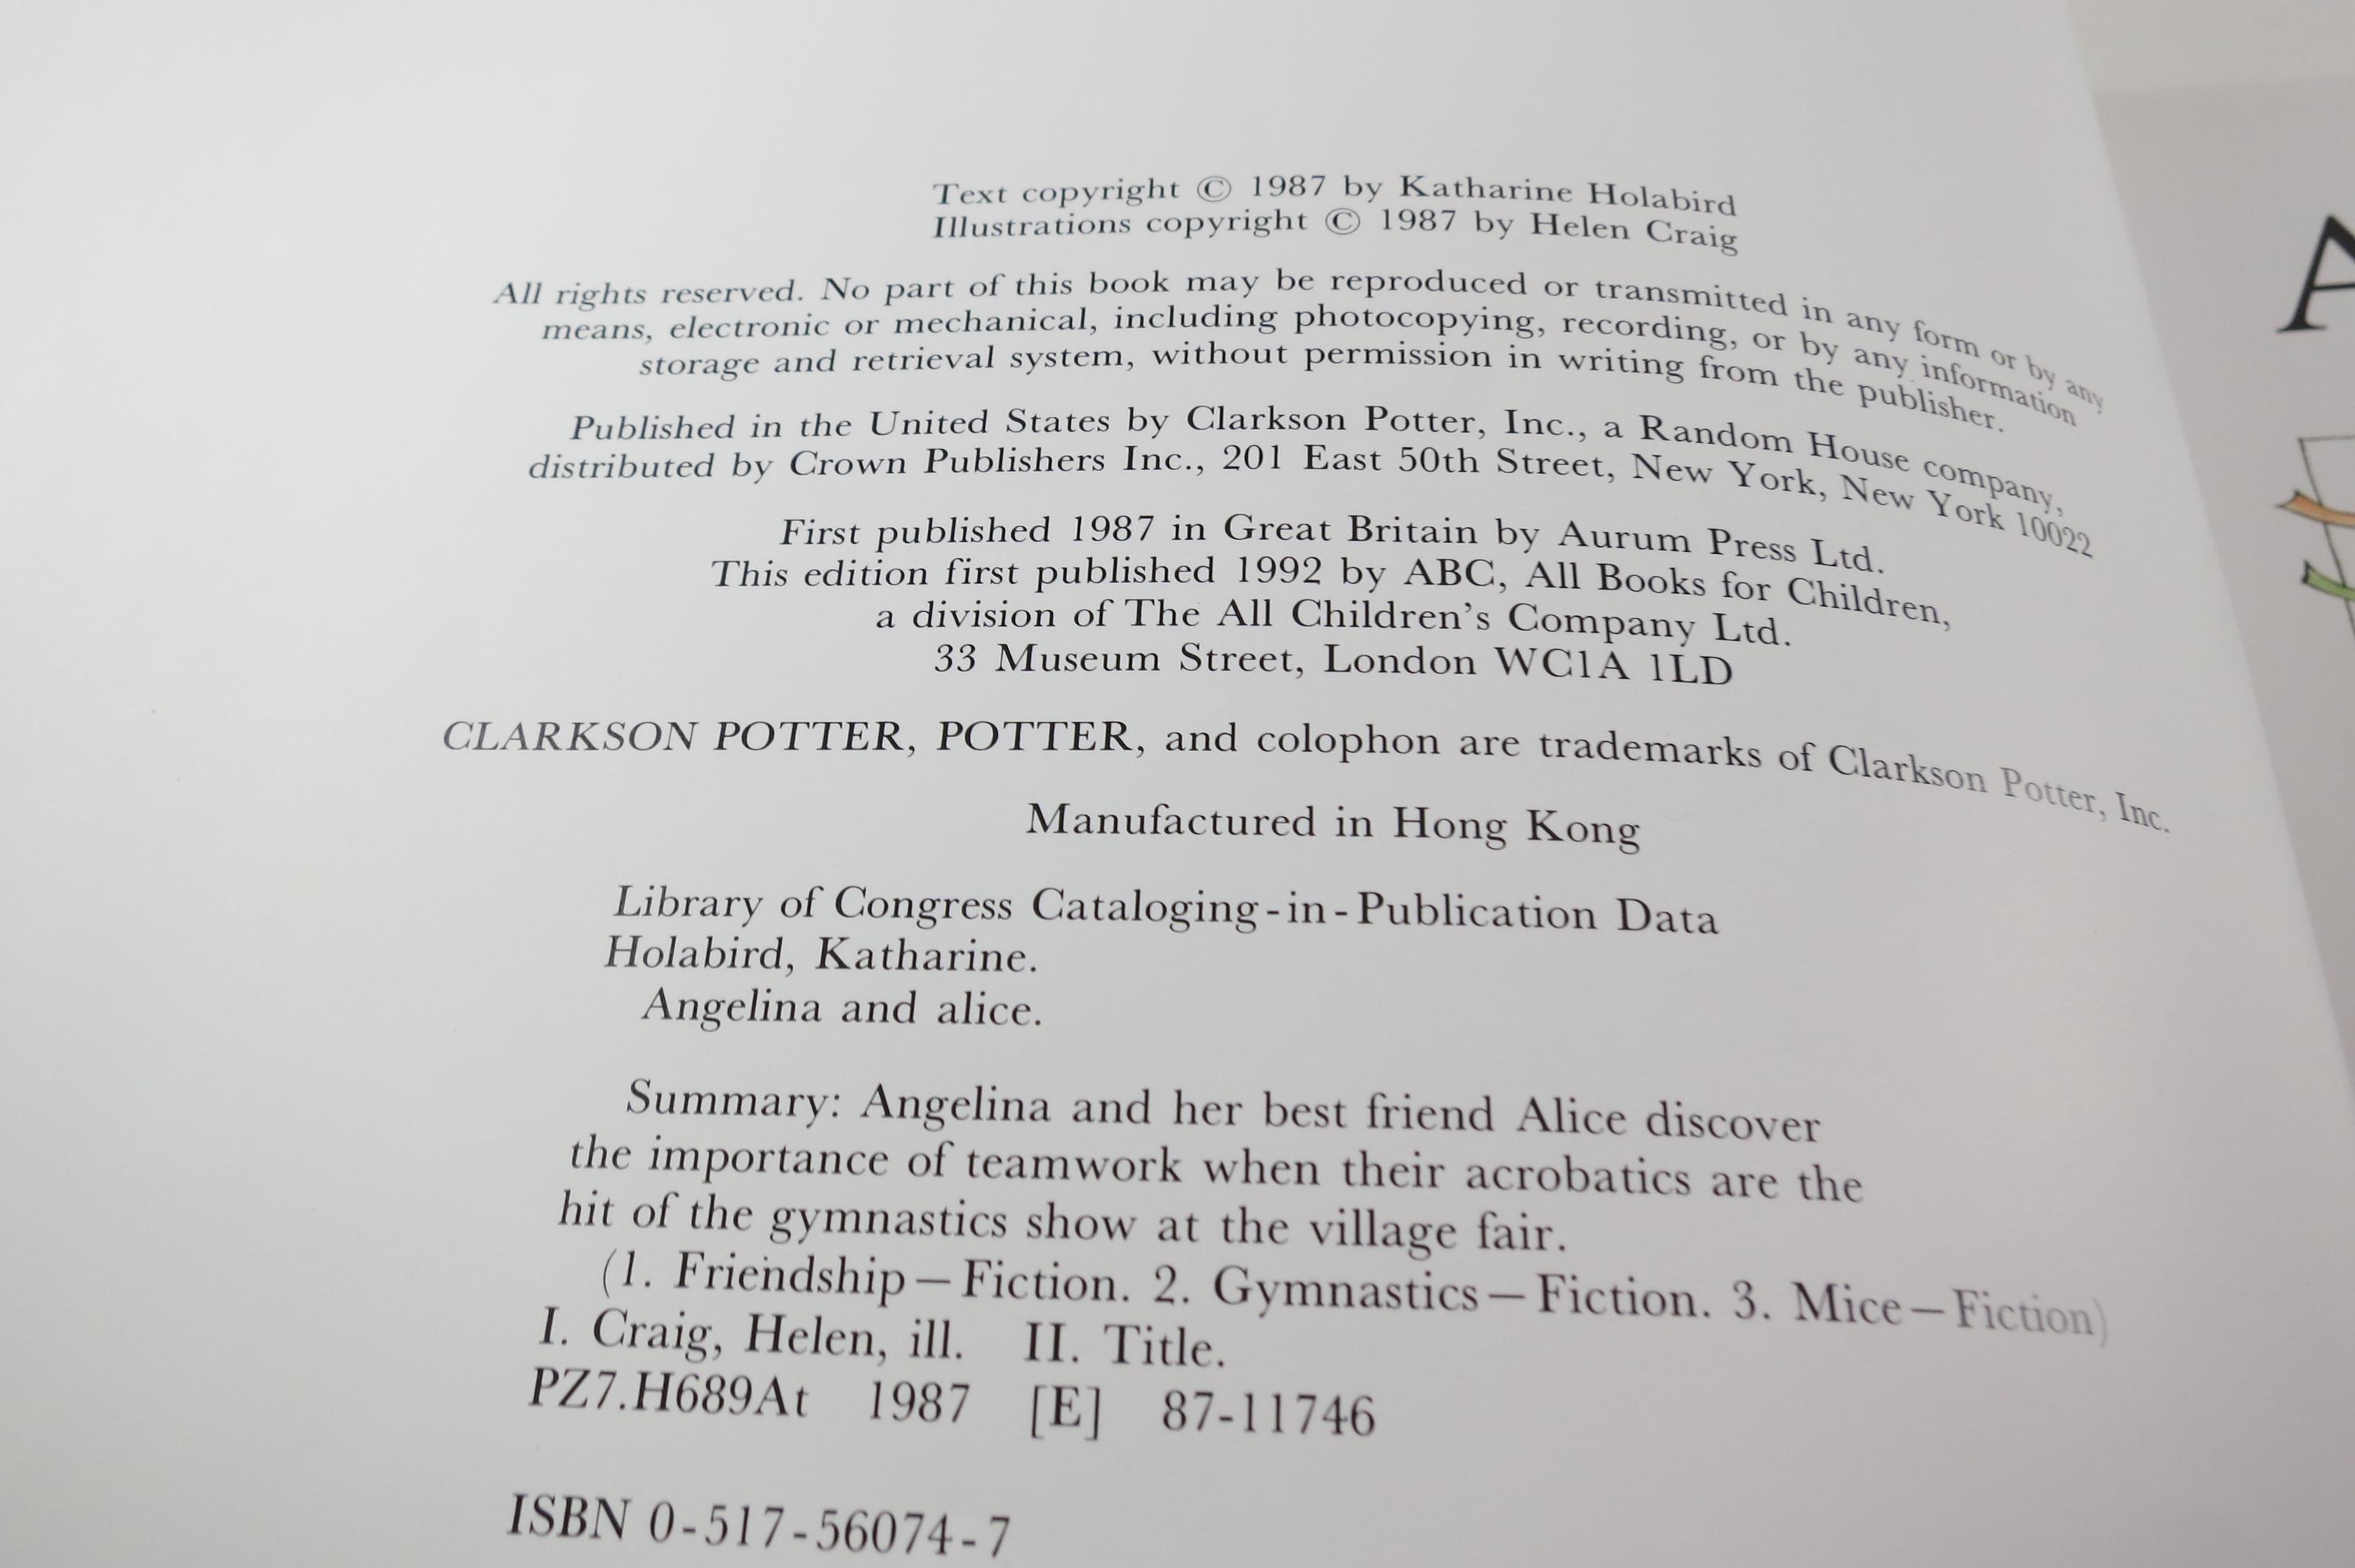 Text copyright © 1987 by Katharine Holabird
Illustrations copyright © 1987 by Helen Craig
All rights reserved. No part of this book may be reproduced or transmitted in any form or by any
means, electronic or mechanical, including photocopying, recording, or by any information
storage and retrieval system, without permission in writing from the publisher.
Published in the United States by Clarkson Potter, Inc., a Random House company,
distributed by Crown Publishers Inc., 201 East 50th Street, New York, New York 10022
First published 1987 in Great Britain by Aurum Press Ltd.
This edition first published 1992 by ABC, All Books for Children,
a division of The All Children's Company Ltd.
33 Museum Street, London WC1A 1LD
CLARKSON POTTER, POTTER, and colophon are trademarks of Clarkson Potter, Inc.
Manufactured in Hong Kong
Library of Congress Cataloging-in-Publication Data
Holabird, Katharine.
Angelina and alice.
Summary: Angelina and her best friend Alice discover
the importance of teamwork when their acrobatics are the
hit of the gymnastics show at the village fair.
(1. Friendship—Fiction. 2. Gymnastics—Fiction. 3. Mice—Fiction)
I. Craig, Helen, ill. II. Title.
PZ7.H689At 1987 [E] 87-11746
ISBN 0-517-56074-7
A